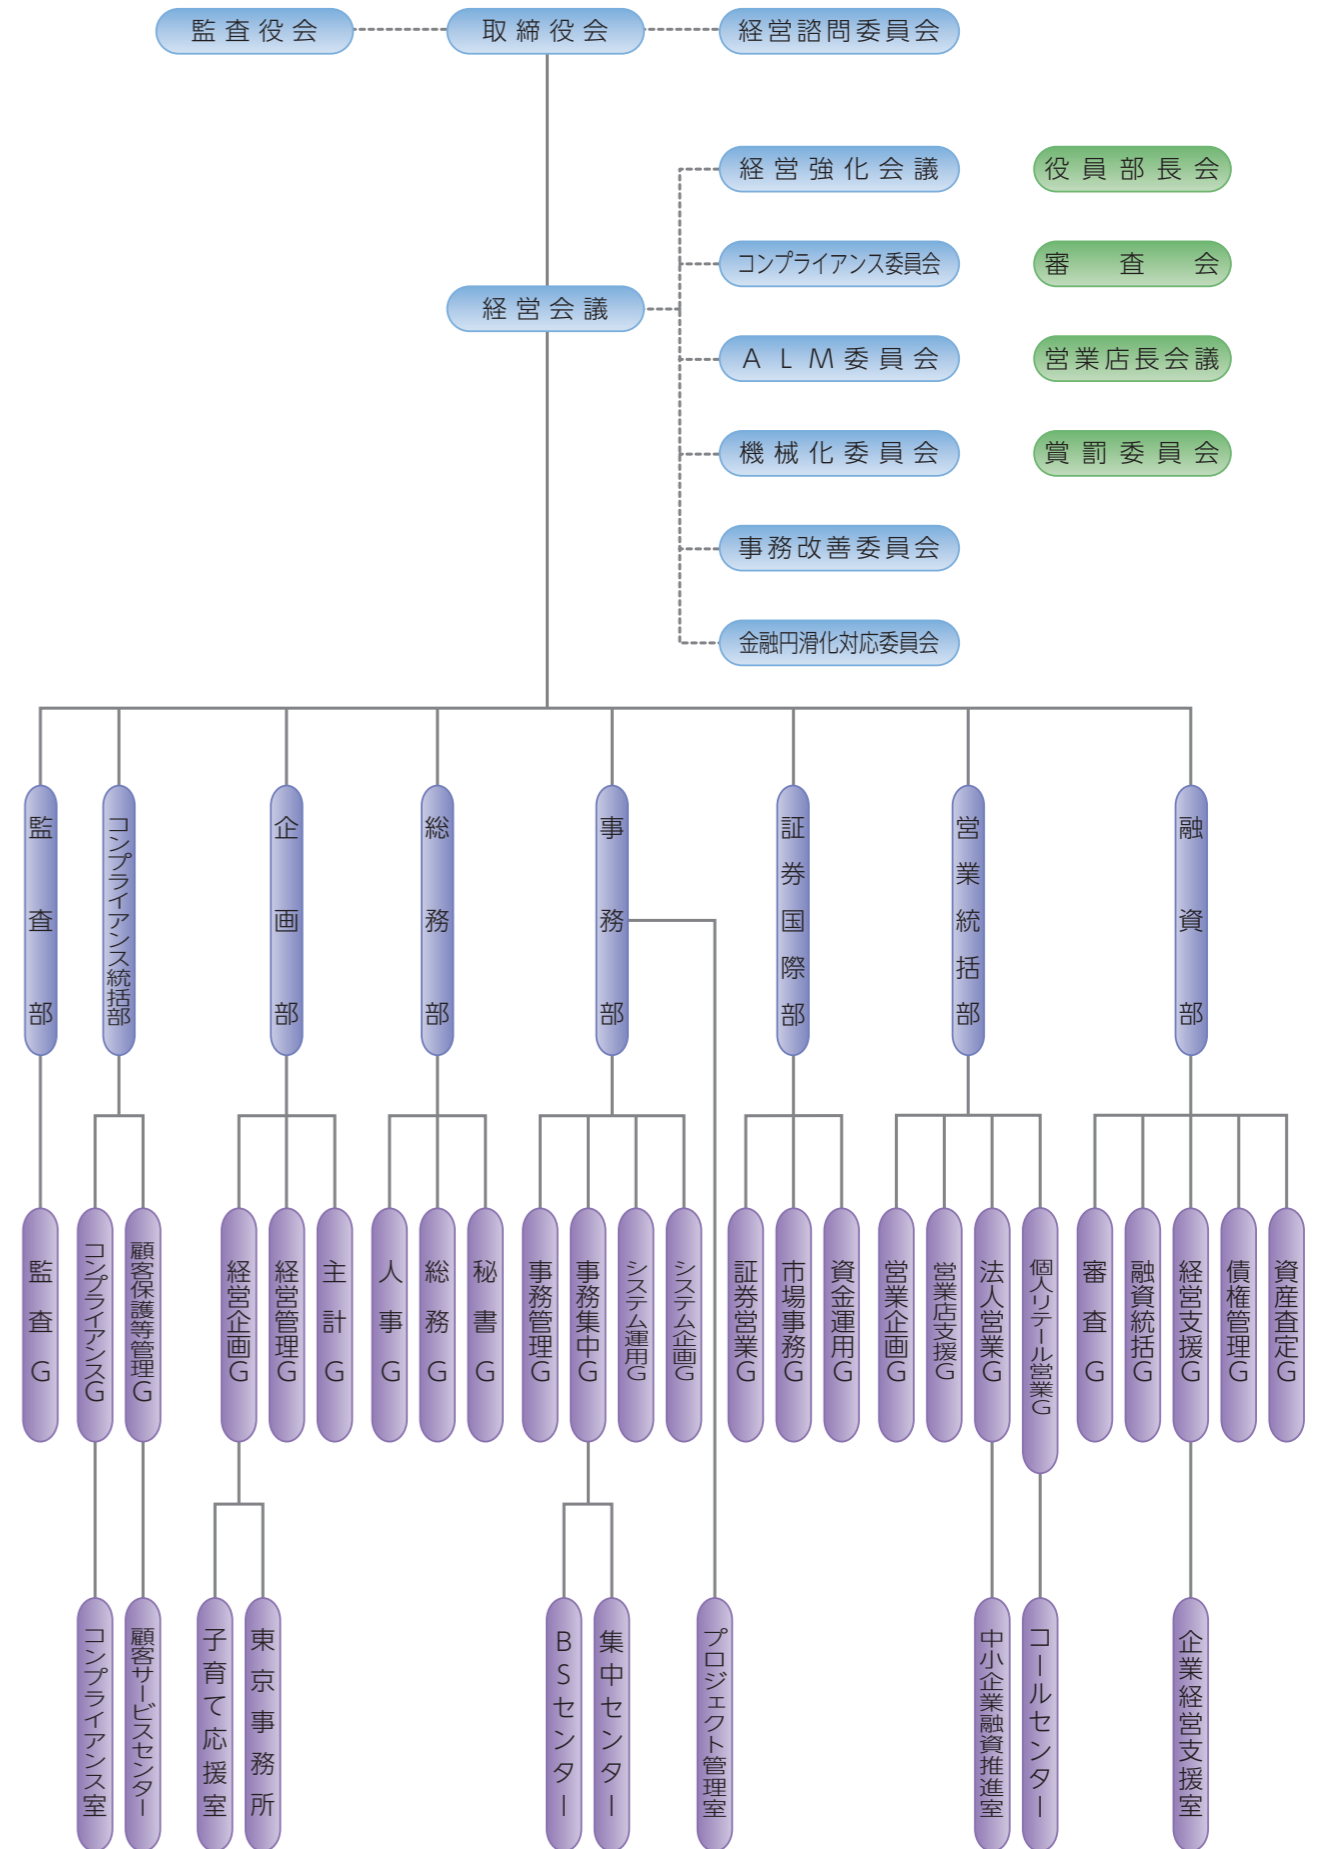 監査役会
取締役会
経営諮問委員会
経営強化会議
役員部長会
コンプライアンス委員会
審査会
経営会議
ALM委員会
営業店長会議
機械化委員会
賞罰委員会
事務改善委員会
金融円滑化対応委員会
監査部
コンプライアンス統括部
企画部
総務部
事務部
証券国際部
営業統括部
融資部
監査G
コンプライアンスG
顧客保護等管理G
経営企画G
経営管理G
主計G
人事G
総務G
秘書G
事務管理G
事務集中G
システム運用G
システム企画G
証券営業G
市場事務G
資金運用G
営業企画G
営業店支援G
法人営業G
個人リテール営業G
審査G
融資統括G
経営支援G
債権管理G
資産査定G
コンプライアンス室
顧客サービスセンター
子育て応援室
東京事務所
BSセンター
集中センター
プロジェクト管理室
中小企業融資推進室
コールセンター
企業経営支援室